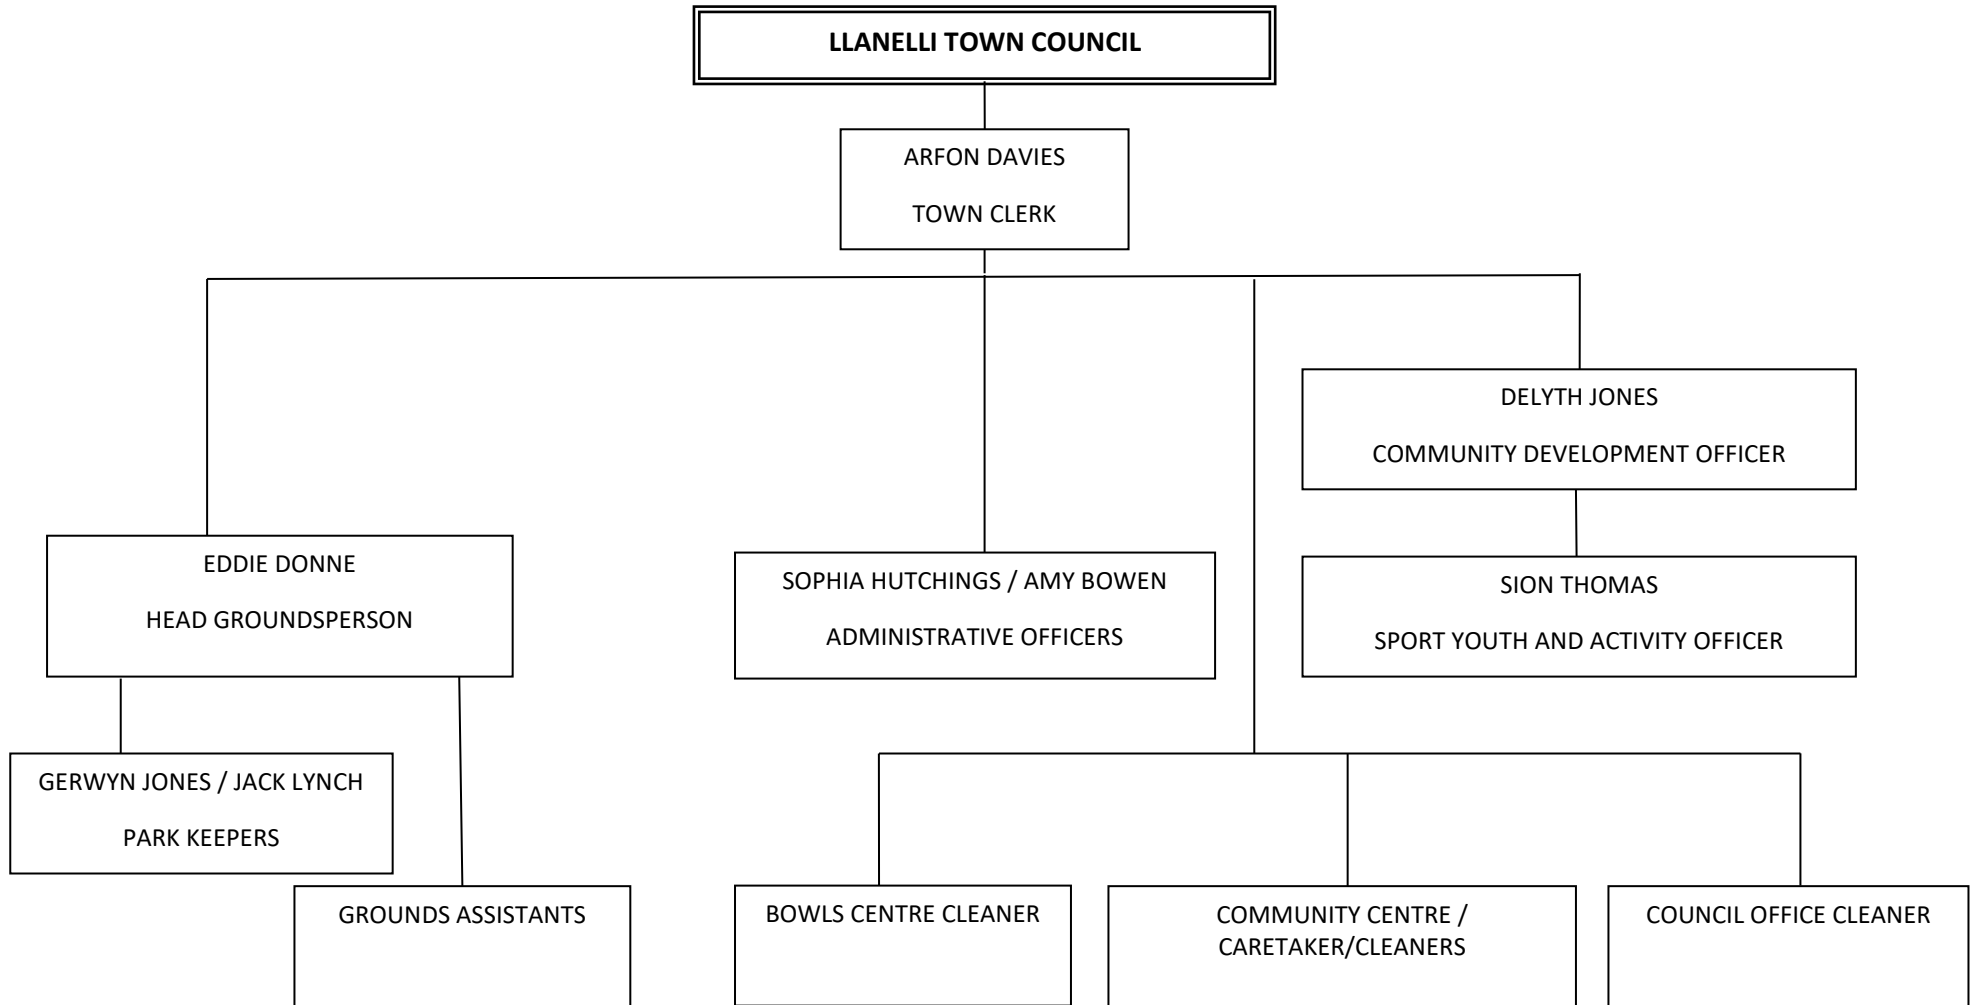 LLANELLI TOWN COUNCIL
ARFON DAVIES
TOWN CLERK
DELYTH JONES
COMMUNITY DEVELOPMENT OFFICER
EDDIE DONNE
HEAD GROUNDSPERSON
SOPHIA HUTCHINGS / AMY BOWEN
ADMINISTRATIVE OFFICERS
SION THOMAS
SPORT YOUTH AND ACTIVITY OFFICER
GERWYN JONES / JACK LYNCH
PARK KEEPERS
GROUNDS ASSISTANTS
BOWLS CENTRE CLEANER
COMMUNITY CENTRE /
CARETAKER/CLEANERS
COUNCIL OFFICE CLEANER